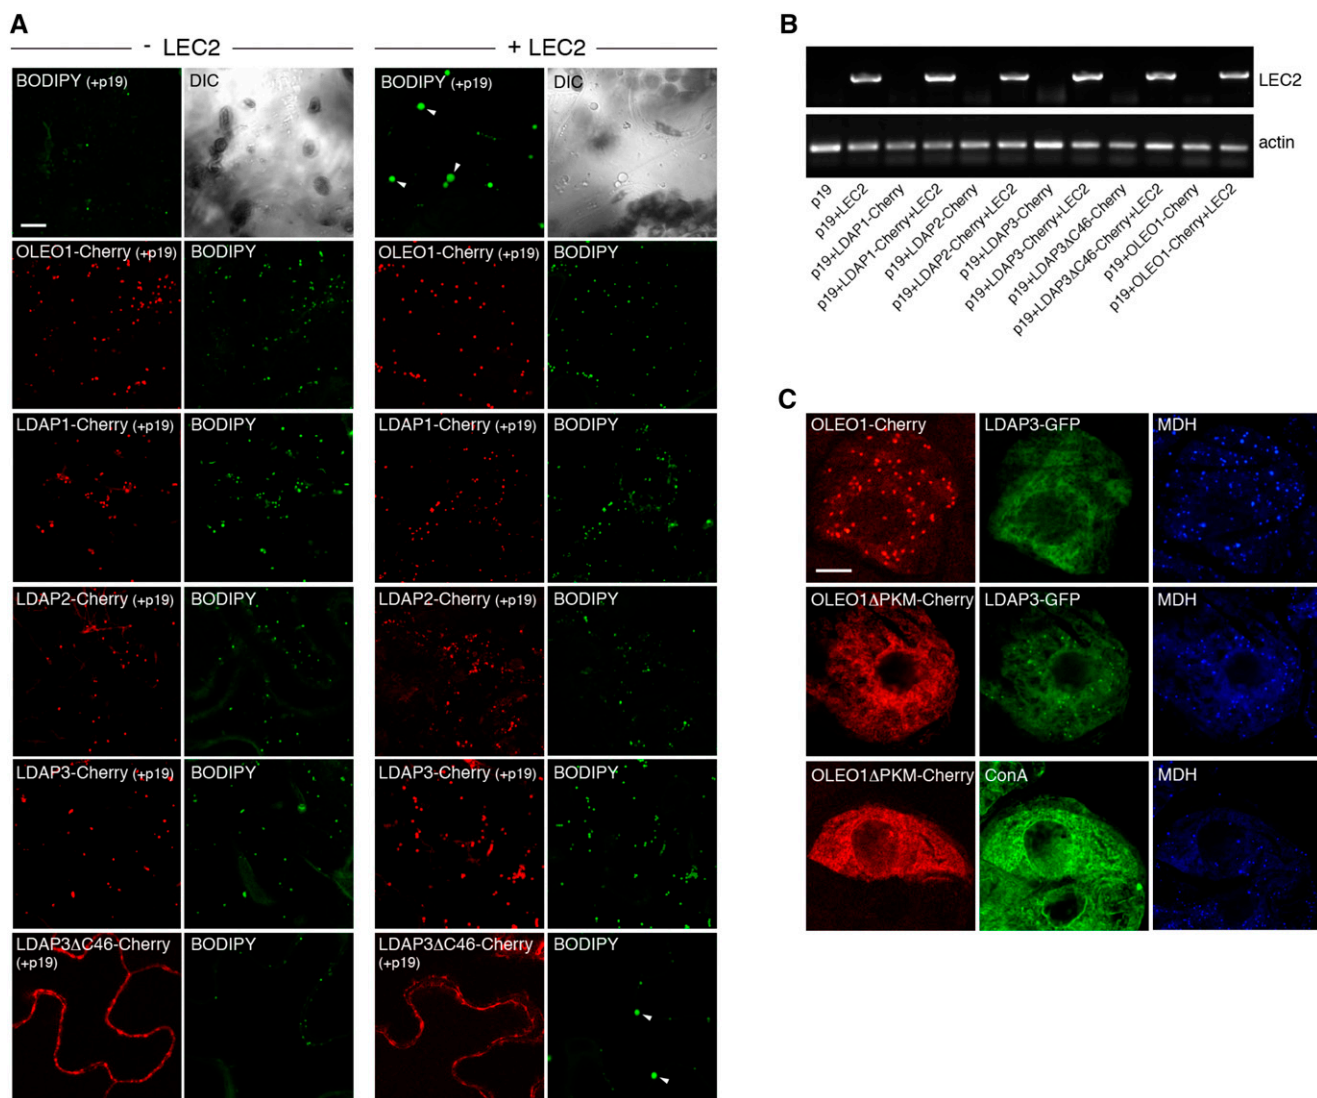 A
- LEC2
+ LEC2
BODIPY (+p19)
DIC
BODIPY (+p19)
DIC
OLEO1-Cherry (+p19)
BODIPY
OLEO1-Cherry (+p19)
BODIPY
LDAP1-Cherry (+p19)
BODIPY
LDAP1-Cherry (+p19)
BODIPY
LDAP2-Cherry (+p19)
BODIPY
LDAP2-Cherry (+p19)
BODIPY
LDAP3-Cherry (+p19)
BODIPY
LDAP3-Cherry (+p19)
BODIPY
LDAP3ΔC46-Cherry
(+p19)
BODIPY
LDAP3ΔC46-Cherry
(+p19)
BODIPY
B
LEC2
actin
p19
p19+LEC2
p19+LDAP1-Cherry
p19+LDAP1-Cherry+LEC2
p19+LDAP2-Cherry
p19+LDAP2-Cherry+LEC2
p19+LDAP3-Cherry
p19+LDAP3-Cherry+LEC2
p19+LDAP3ΔC46-Cherry
p19+LDAP3ΔC46-Cherry+LEC2
p19+OLEO1-Cherry
p19+OLEO1-Cherry+LEC2
C
OLEO1-Cherry
LDAP3-GFP
MDH
OLEO1ΔPKM-Cherry
LDAP3-GFP
MDH
OLEO1ΔPKM-Cherry
ConA
MDH